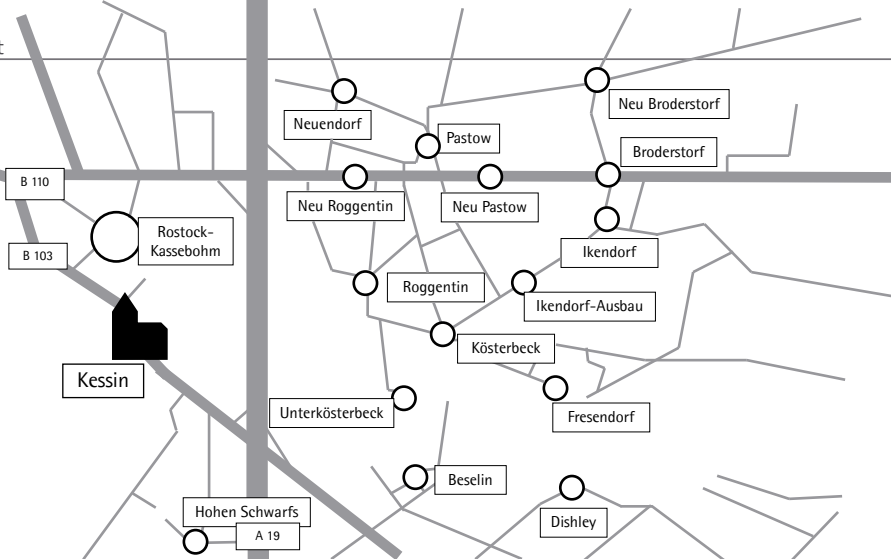 t
Neu Broderstorf
Neuendorf
Pastow
Broderstorf
B 110
Neu Roggentin
Neu Pastow
Rostock-
Kassebohm
B 103
Ikendorf
Roggentin
Ikendorf-Ausbau
Kösterbeck
Kessin
Unterkösterbeck
Fresendorf
Beselin
Hohen Schwarfs
Dishley
A 19